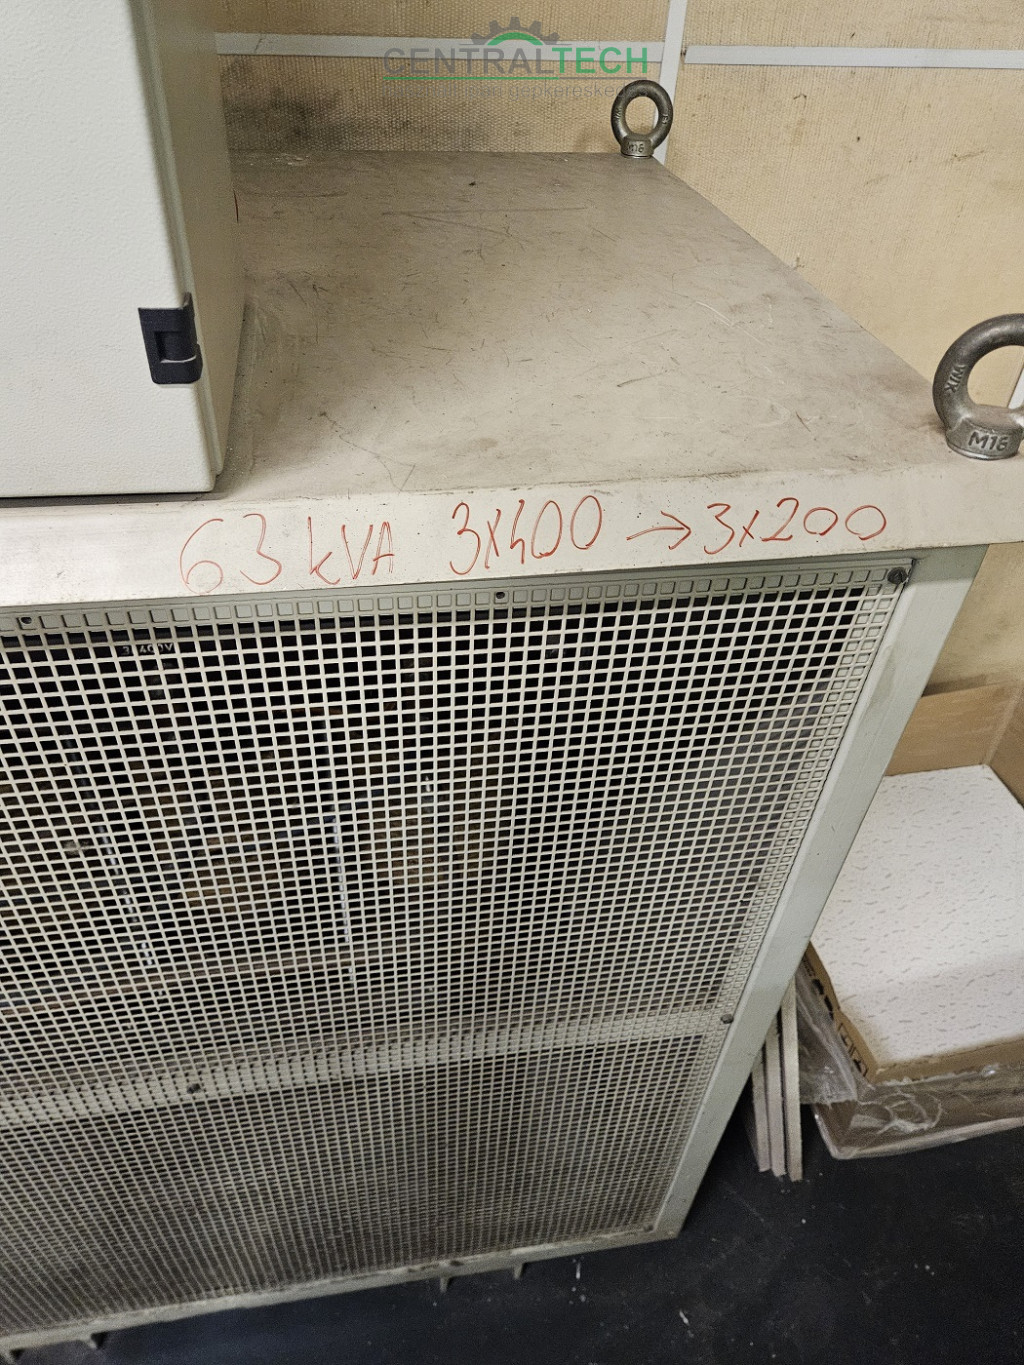 CENTRALTECH
M16
M16
63 kVA 3x400 → 3x200